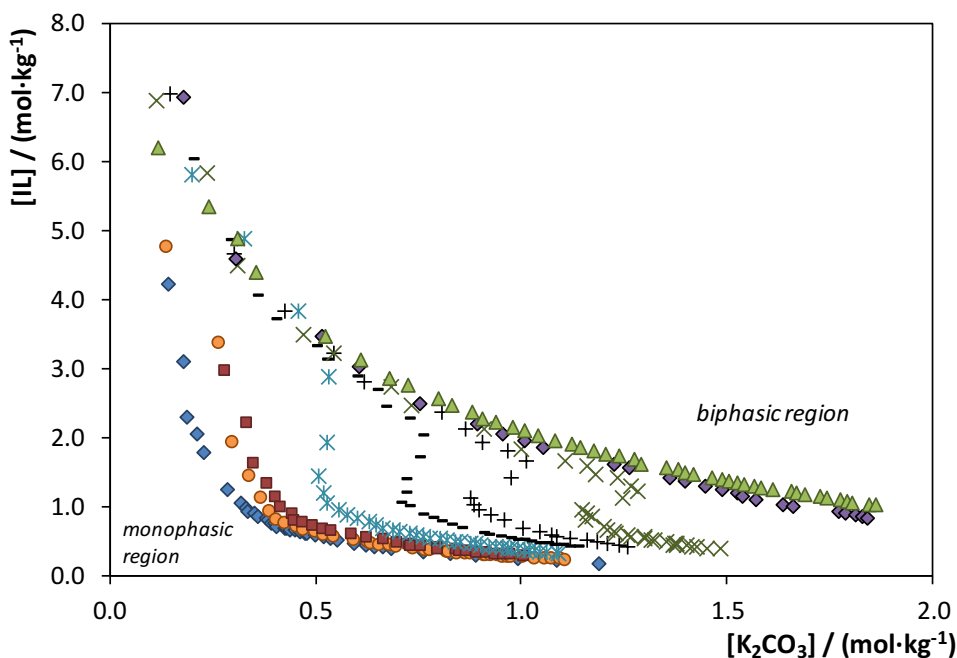 [IL] / (mol·kg⁻¹)
8.0
7.0
6.0
5.0
4.0
3.0
2.0
1.0
0.0
biphasic region
monophasic
region
0.0 0.5 1.0 1.5 2.0
[K₂CO₃] / (mol·kg⁻¹)